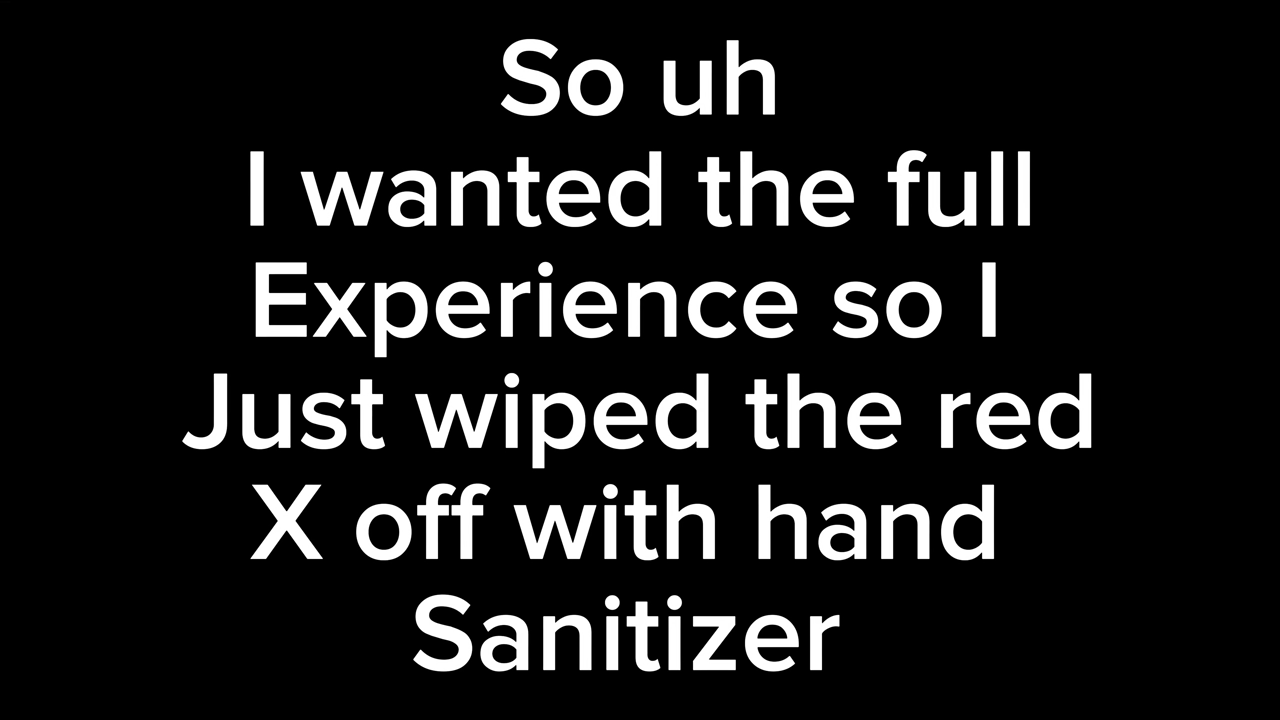 So uh
I wanted the full
Experience so I
Just wiped the red
X off with hand
Sanitizer